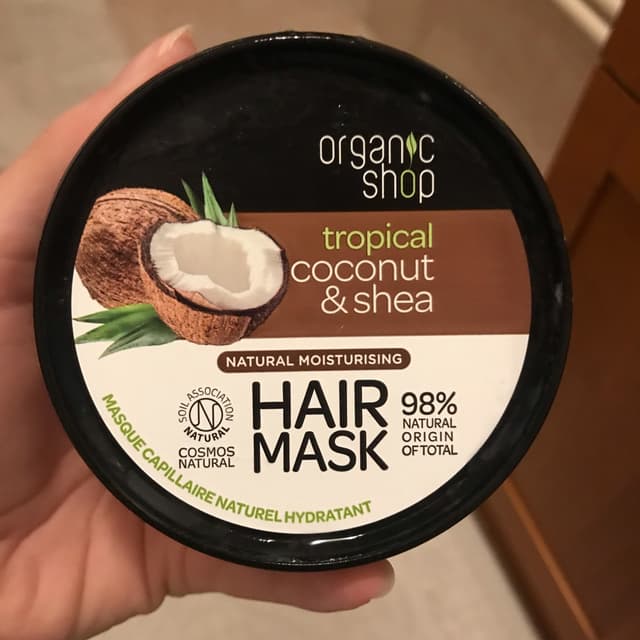 organic
shop
tropical
coconut
& shea
NATURAL MOISTURISING
HAIR
MASK
98%
NATURAL
ORIGIN
OF TOTAL
SOIL ASSOCIATION
N
NATURAL
COSMOS
NATURAL
MASQUE CAPILLAIRE NATUREL HYDRATANT